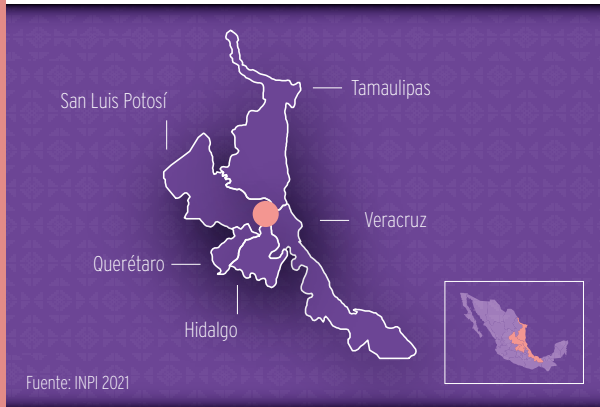 Tamaulipas
San Luis Potosí
Veracruz
Querétaro
Hidalgo
Fuente: INPI 2021